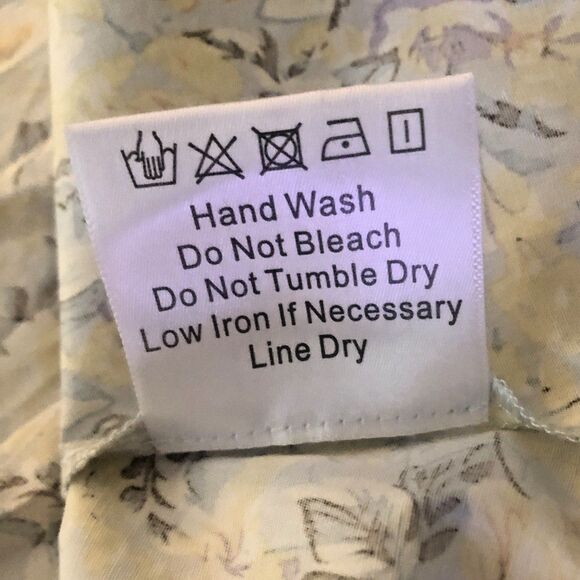 Hand Wash
Do Not Bleach
Do Not Tumble Dry
Low Iron If Necessary
Line Dry